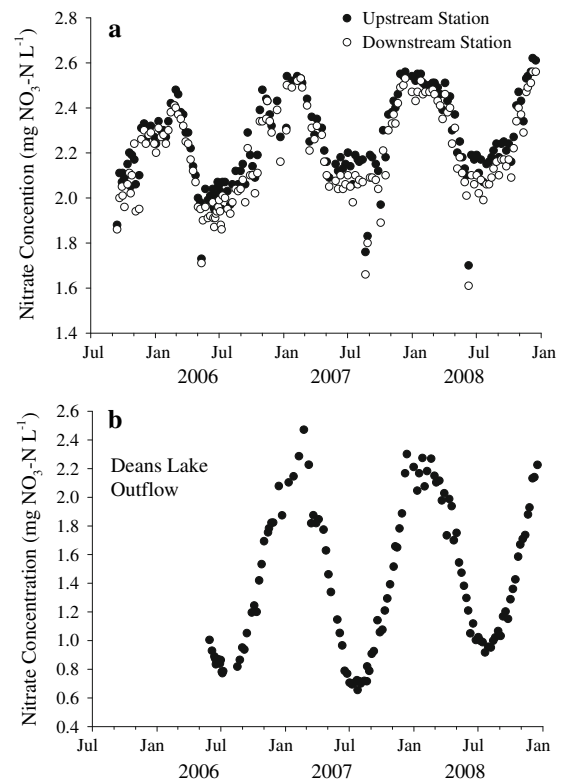 a
Upstream Station
Downstream Station
Nitrate Concention (mg NO3-N L-1)
2.8
2.6
2.4
2.2
2.0
1.8
1.6
1.4
Jul Jan Jul Jan Jul Jan Jul Jan
2006 2007 2008
b
Deans Lake
Outflow
Nitrate Concentration (mg NO3-N L-1)
2.6
2.4
2.2
2.0
1.8
1.6
1.4
1.2
1.0
0.8
0.6
0.4
Jul Jan Jul Jan Jul Jan Jul Jan
2006 2007 2008